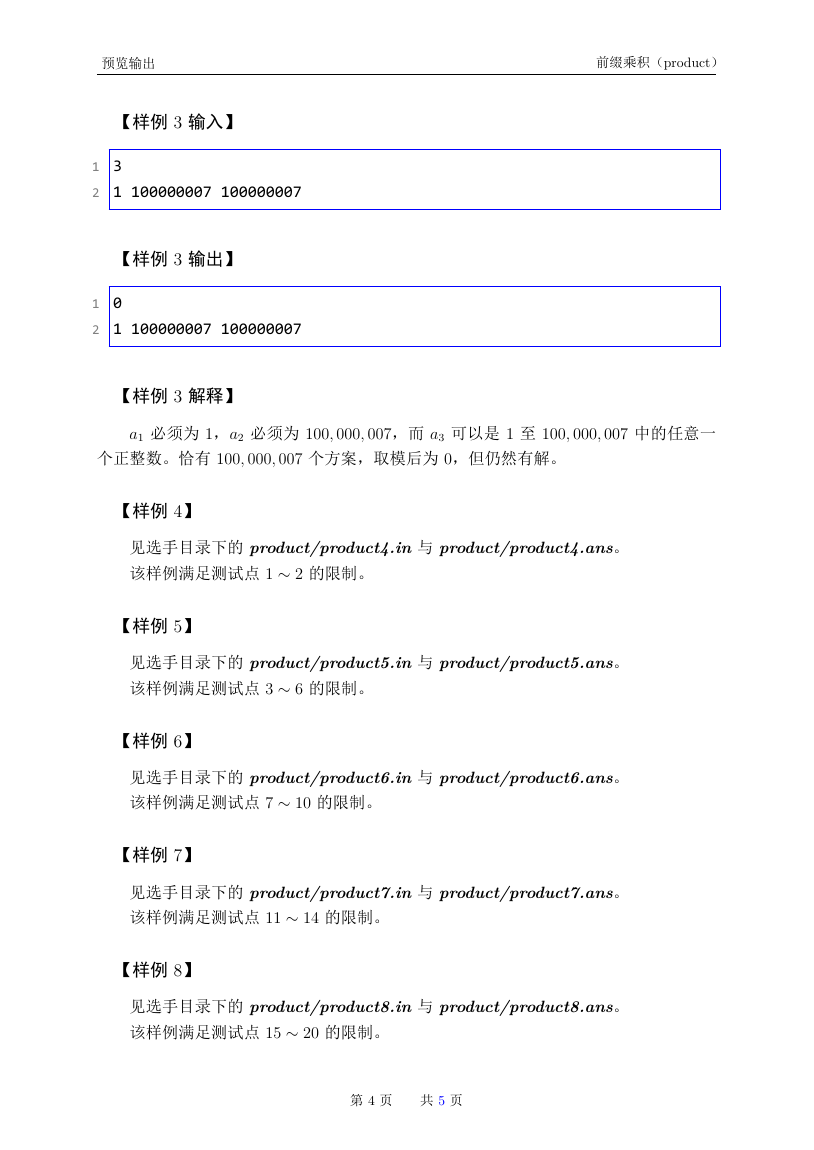 预览输出 前缀乘积（product）
【样例 3 输入】
1 3
2 1 100000007 100000007
【样例 3 输出】
1 0
2 1 100000007 100000007
【样例 3 解释】
a₁ 必须为 1，a₂ 必须为 100,000,007，而 a₃ 可以是 1 至 100,000,007 中的任意一
个正整数。恰有 100,000,007 个方案，取模后为 0，但仍然有解。
【样例 4】
见选手目录下的 product/product4.in 与 product/product4.ans。
该样例满足测试点 1 ∼ 2 的限制。
【样例 5】
见选手目录下的 product/product5.in 与 product/product5.ans。
该样例满足测试点 3 ∼ 6 的限制。
【样例 6】
见选手目录下的 product/product6.in 与 product/product6.ans。
该样例满足测试点 7 ∼ 10 的限制。
【样例 7】
见选手目录下的 product/product7.in 与 product/product7.ans。
该样例满足测试点 11 ∼ 14 的限制。
【样例 8】
见选手目录下的 product/product8.in 与 product/product8.ans。
该样例满足测试点 15 ∼ 20 的限制。
第 4 页 共 5 页